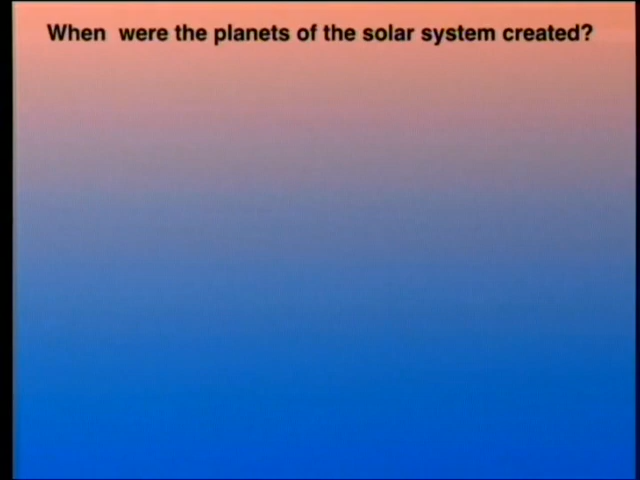 When  were the planets of the solar system created?